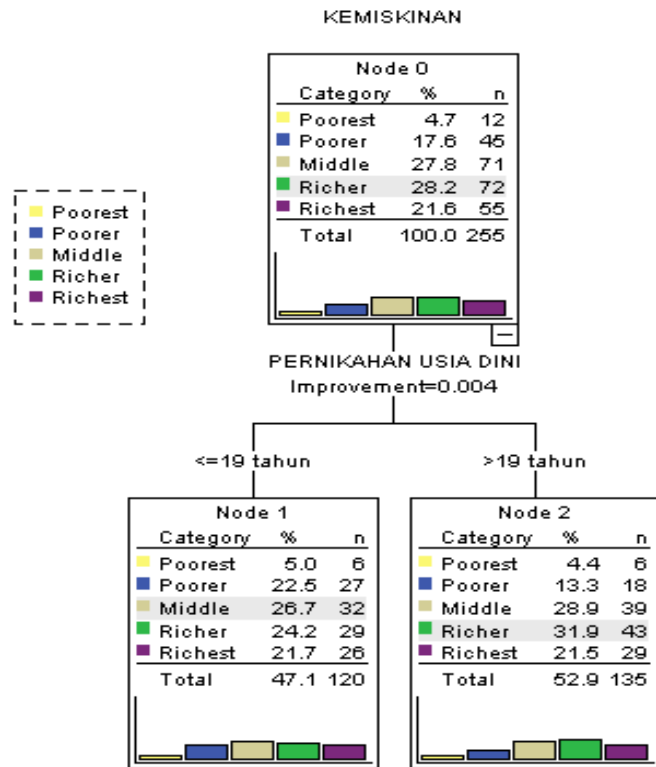 KEMISKINAN
Node 0
Category % n
Poorest 4.7 12
Poorer 17.6 45
Middle 27.8 71
Richer 28.2 72
Richest 21.6 55
Total 100.0 255
Poorest
Poorer
Middle
Richer
Richest
PERNIKAHAN USIA DINI
Improvement=0.004
<=19 tahun
>19 tahun
Node 1
Category % n
Poorest 5.0 6
Poorer 22.5 27
Middle 26.7 32
Richer 24.2 29
Richest 21.7 26
Total 47.1 120
Node 2
Category % n
Poorest 4.4 6
Poorer 13.3 18
Middle 28.9 39
Richer 31.9 43
Richest 21.5 29
Total 52.9 135